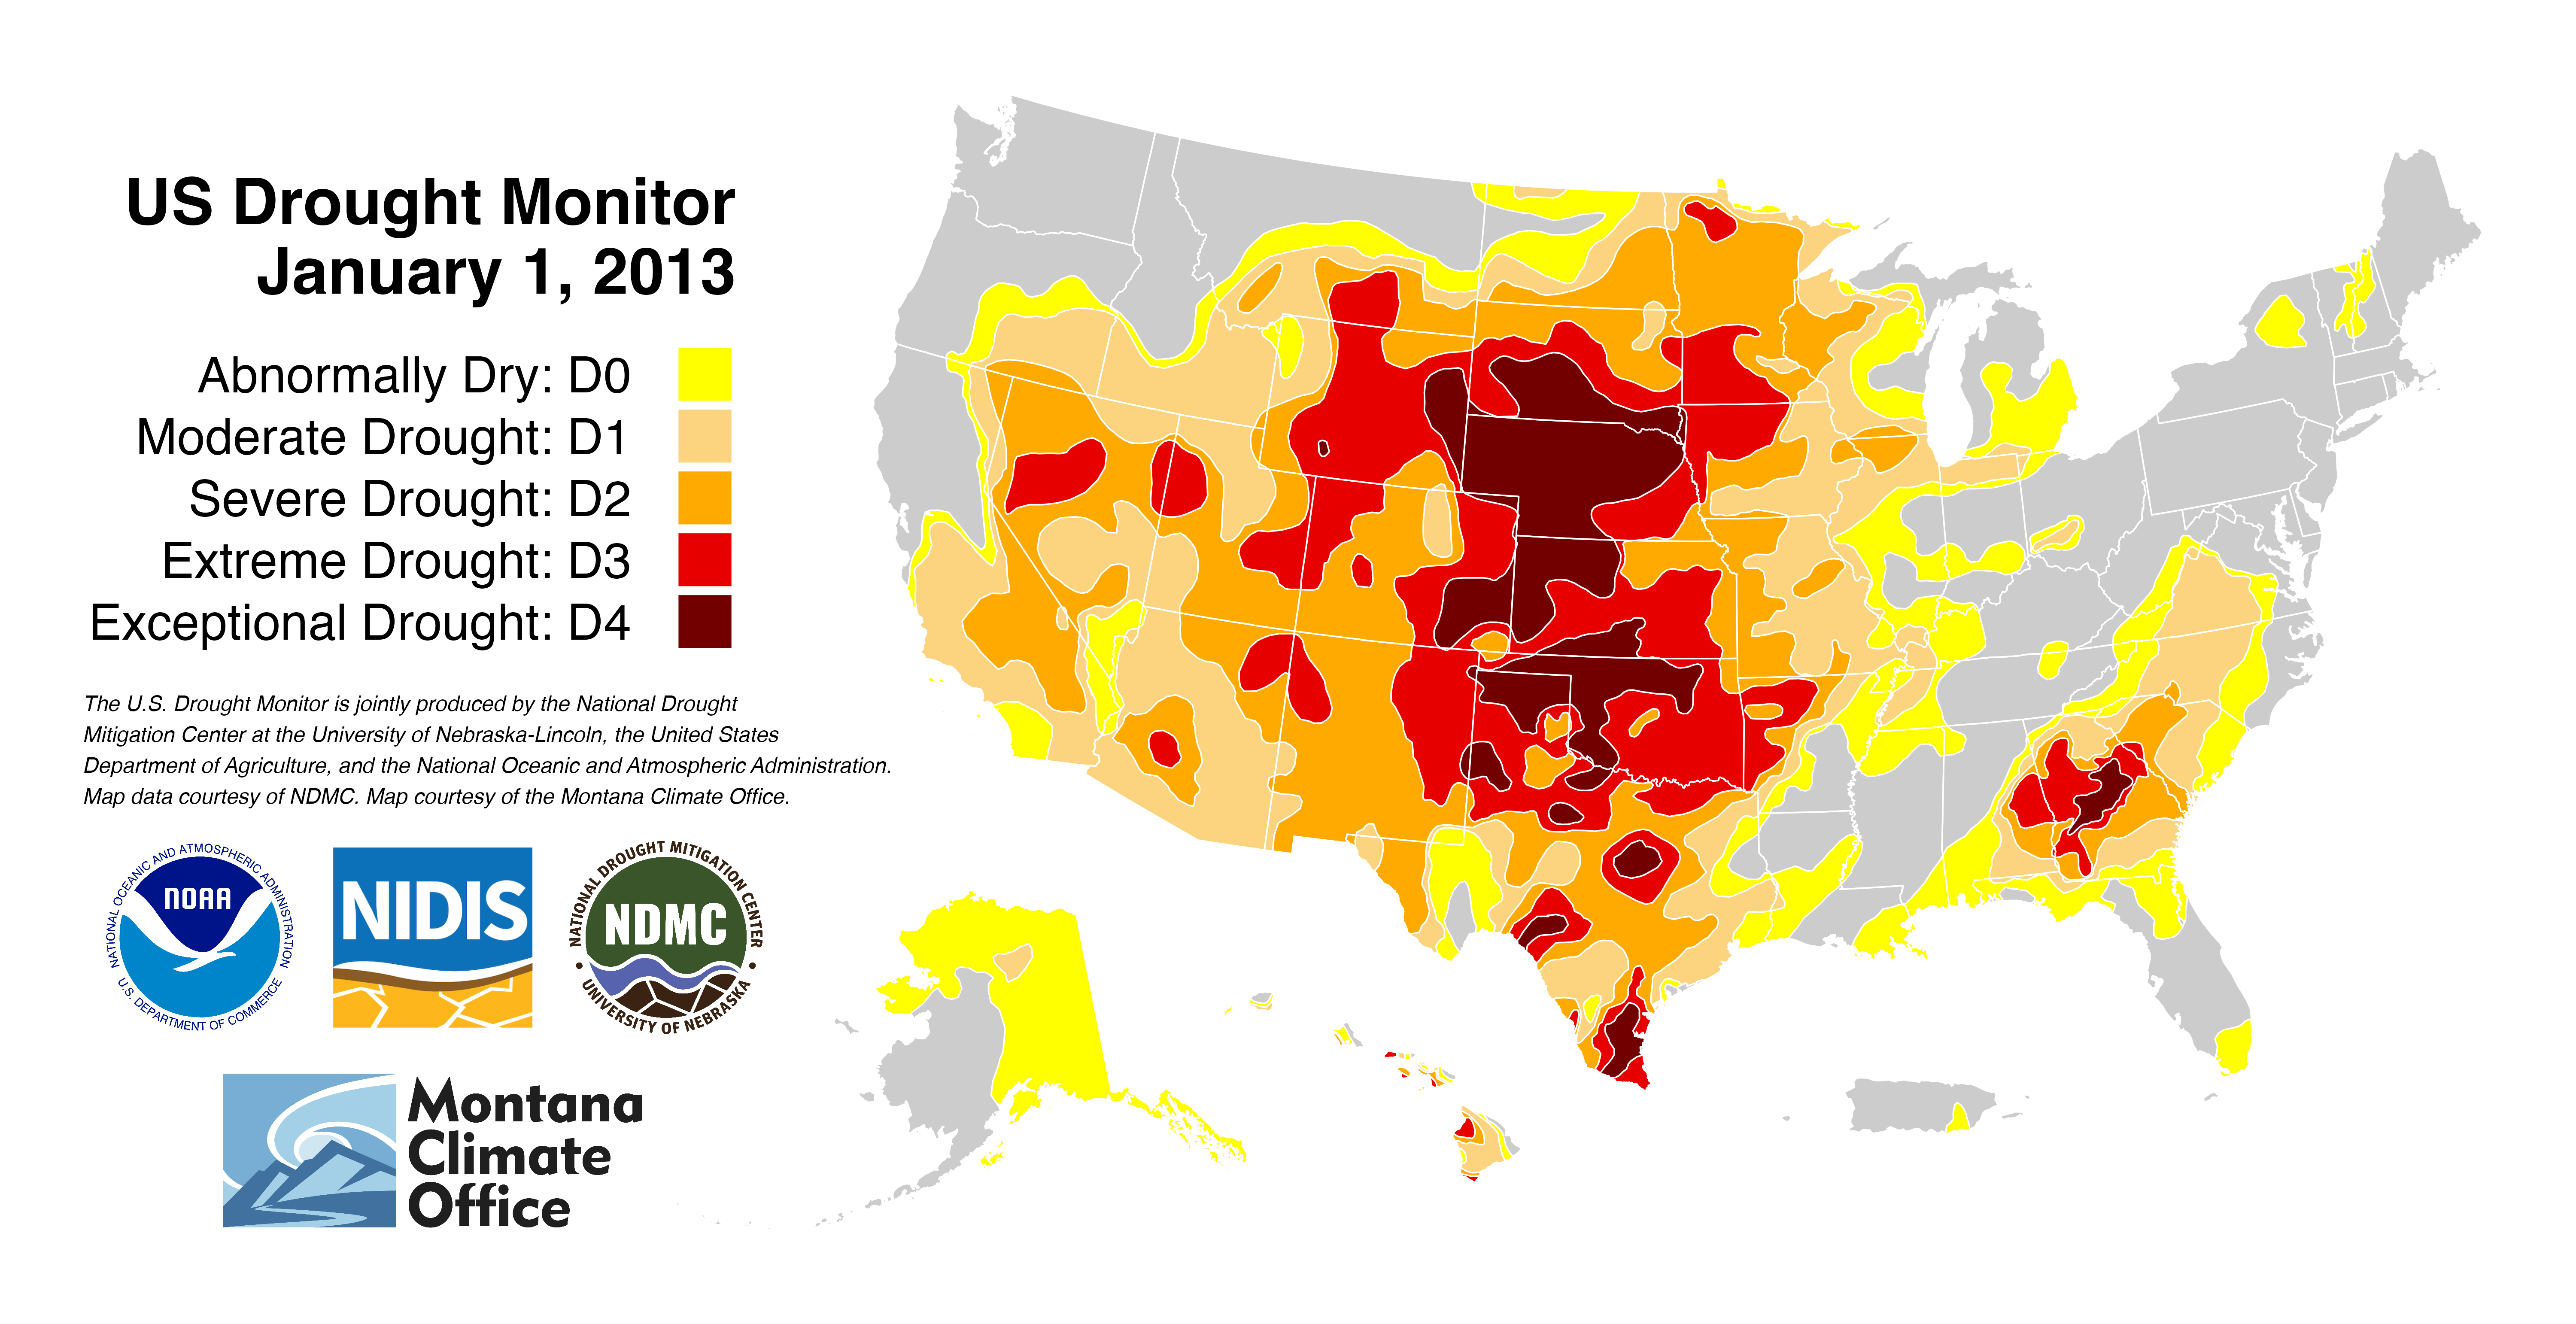 US Drought Monitor
January 1, 2013
Abnormally Dry: D0
Moderate Drought: D1
Severe Drought: D2
Extreme Drought: D3
Exceptional Drought: D4
The U.S. Drought Monitor is jointly produced by the National Drought
Mitigation Center at the University of Nebraska-Lincoln, the United States
Department of Agriculture, and the National Oceanic and Atmospheric Administration.
Map data courtesy of NDMC. Map courtesy of the Montana Climate Office.
NATIONAL OCEANIC AND ATMOSPHERIC ADMINISTRATION
NOAA
U.S. DEPARTMENT OF COMMERCE
NIDIS
NATIONAL DROUGHT MITIGATION CENTER
NDMC
UNIVERSITY OF NEBRASKA
Montana
Climate
Office